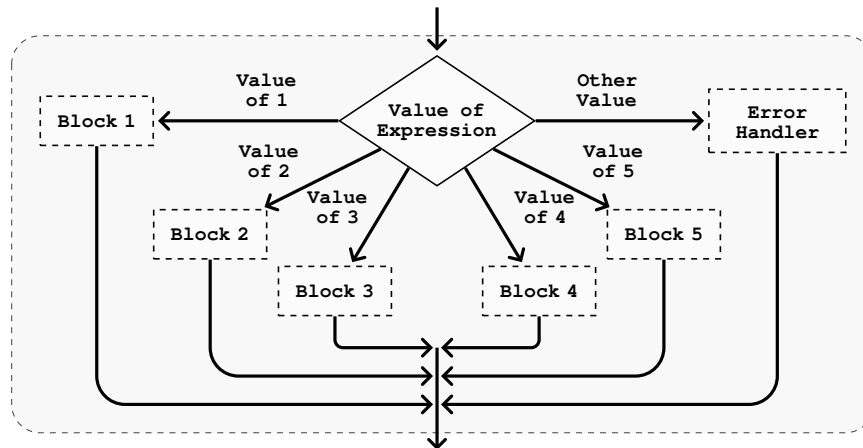 Value
of 1
Other
Value
Value of
Expression
Block 1
Error
Handler
Value
of 2
Value
of 5
Value
of 3
Value
of 4
Block 2
Block 5
Block 3
Block 4